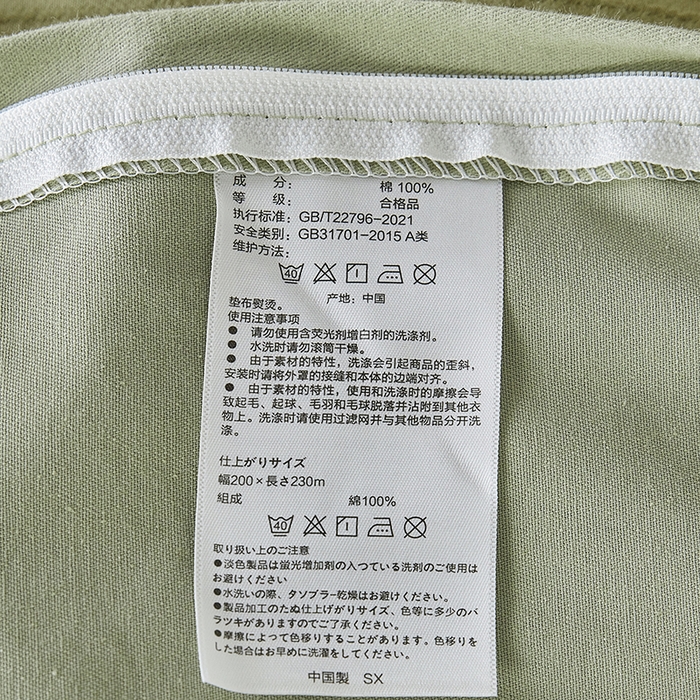 成 分: 棉 100%
等 级: 合格品
执行标准: GB/T22796-2021
安全类别: GB31701-2015 A类
维护方法:
40
产地: 中国
垫布熨烫。
使用注意事项
● 请勿使用含荧光剂增白剂的洗涤剂。
● 水洗时请勿滚筒干燥。
● 由于素材的特性，洗涤会引起商品的歪斜，
安装时请将外罩的接缝和本体的边端对齐。
● 由于素材的特性，使用和洗涤时的摩擦会导
致起毛、起球、毛羽和毛球脱落并沾附到其他衣
物上。洗涤时请使用过滤网并与其他物品分开洗
涤。
仕上がりサイズ
幅200×長さ230m
組成 綿100%
40
取り扱い上のご注意
●淡色製品は蛍光増加剤の入つている洗剤のご使用は
お避けください
●水洗いの際、タソブラー乾燥はお避けください。
●製品加工のたぬ仕上げがりサイズ、色等に多少のバ
ラツキがありますのでご了承ください。
●摩擦によって色移りすることがあります。色移りを
した場合はお早めに洗濯をしてください。
中国製 SX